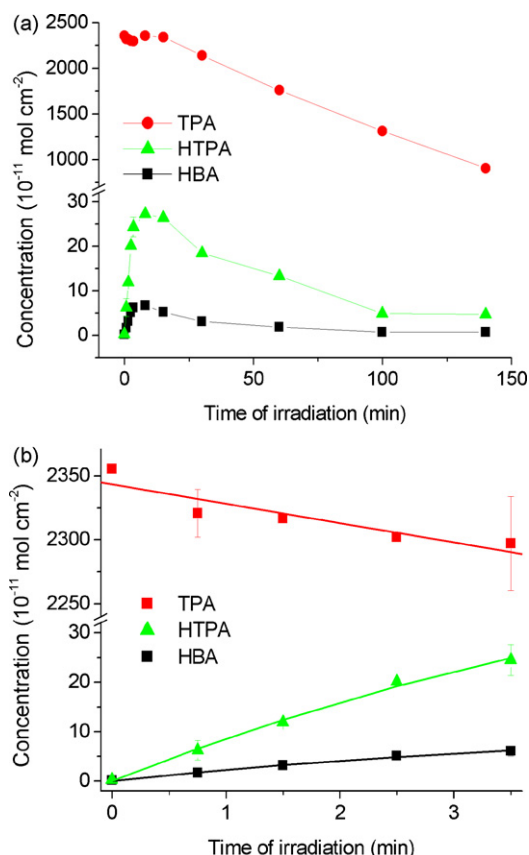 (a)
2500
2000
1500
1000
30
20
10
0
Concentration (10⁻¹¹ mol cm⁻²)
TPA
HTPA
HBA
0
50
100
150
Time of irradiation (min)
(b)
2350
2300
2250
30
20
10
0
Concentration (10⁻¹¹ mol cm⁻²)
TPA
HTPA
HBA
0
1
2
3
Time of irradiation (min)